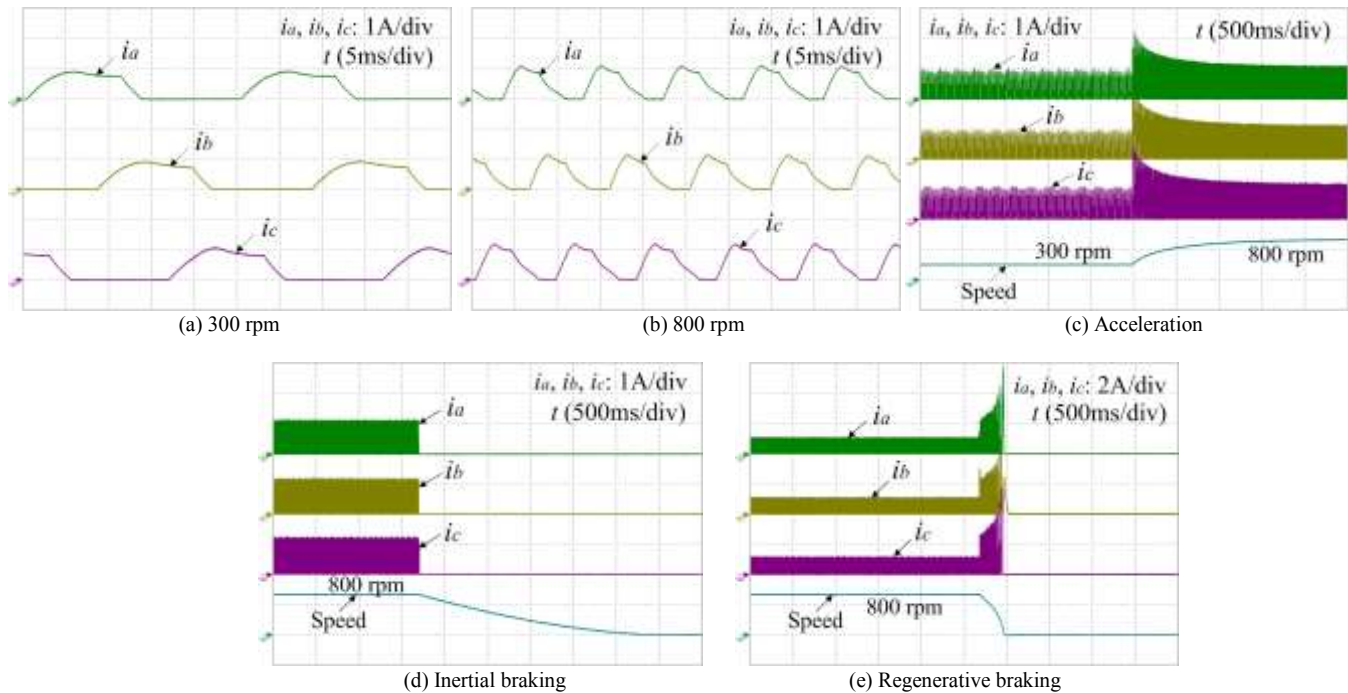 ia, ib, ic: 1A/div
t (5ms/div)
ia
ib
ic
(a) 300 rpm
ia, ib, ic: 1A/div
t (5ms/div)
ia
ib
ic
(b) 800 rpm
ia, ib, ic: 1A/div
t (500ms/div)
ia
ib
ic
300 rpm
800 rpm
Speed
(c) Acceleration
ia, ib, ic: 1A/div
t (500ms/div)
ia
ib
ic
800 rpm
Speed
(d) Inertial braking
ia, ib, ic: 2A/div
t (500ms/div)
ia
ib
ic
800 rpm
Speed
(e) Regenerative braking